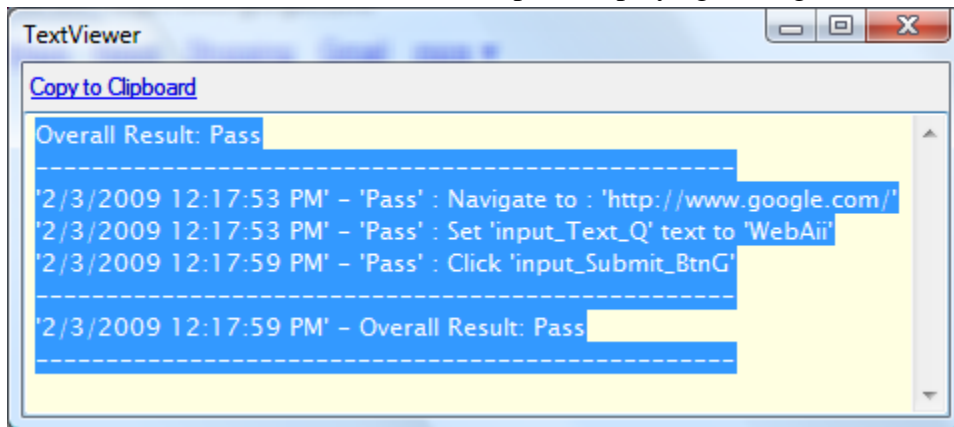 TextViewer
Copy to Clipboard
Overall Result: Pass
--------------------------------------------------
'2/3/2009 12:17:53 PM' - 'Pass' : Navigate to : 'http://www.google.com/'
'2/3/2009 12:17:53 PM' - 'Pass' : Set 'input_Text_Q' text to 'WebAii'
'2/3/2009 12:17:59 PM' - 'Pass' : Click 'input_Submit_BtnG'
--------------------------------------------------
'2/3/2009 12:17:59 PM' - Overall Result: Pass
--------------------------------------------------